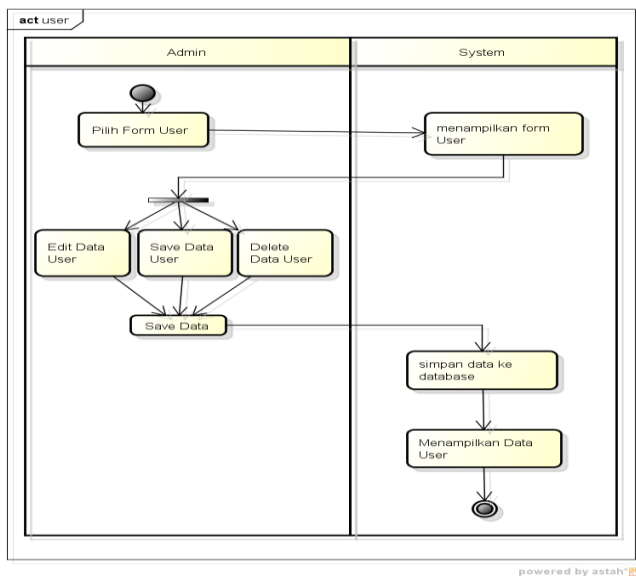 act user
Admin
System
Pilih Form User
menampilkan form
User
Edit Data
User
Save Data
User
Delete
Data User
Save Data
simpan data ke
database
Menampilkan Data
User
powered by astah*